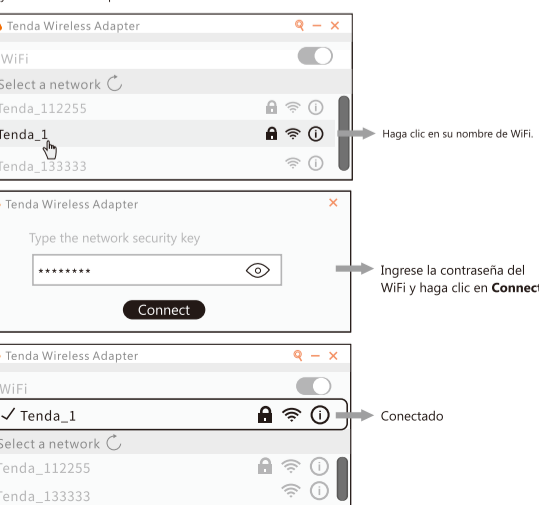 Tenda Wireless Adapter
WiFi
Select a network
Tenda_112255
Tenda_1
Haga clic en su nombre de WiFi.
Tenda_133333
Tenda Wireless Adapter
Type the network security key
********
Ingrese la contraseña del
WiFi y haga clic en Connect
Connect
Tenda Wireless Adapter
WiFi
Tenda_1
Conectado
Select a network
Tenda_112255
Tenda_133333